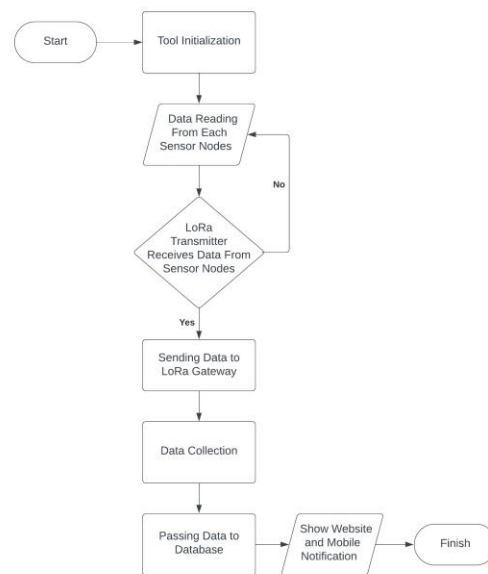 Start
Tool Initialization
Data Reading
From Each
Sensor Nodes
No
LoRa
Transmitter
Receives Data From
Sensor Nodes
Yes
Sending Data to
LoRa Gateway
Data Collection
Passing Data to
Database
Show Website
and Mobile
Notification
Finish